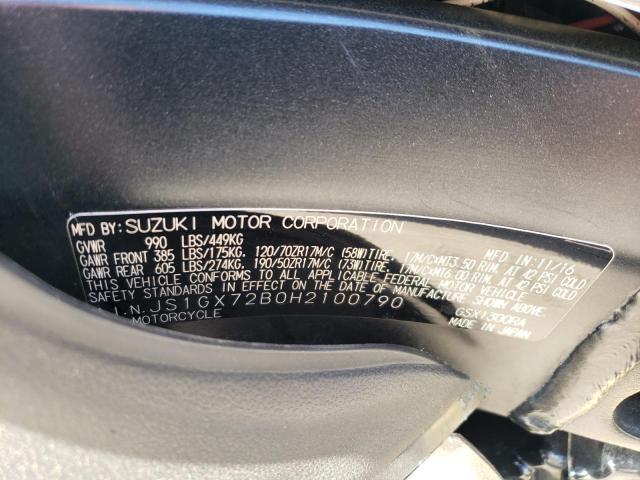 MFD BY: SUZUKI MOTOR CORPORATION
GVWR 990 LBS/449KG MFD IN: 11/16
GAWR FRONT 385 LBS/175KG. 120/70ZR17M/C (58W)TIRE. 17M/C×MT3.50 RIM. AT 42 PSI COLD
GAWR REAR 605 LBS/274KG. 190/50ZR17M/C (73W)TIRE. 17M/C×MT6.00 RIM. AT 42 PSI COLD
THIS VEHICLE CONFORMS TO ALL APPLICABLE FEDERAL MOTOR VEHICLE
SAFETY STANDARDS IN EFFECT ON THE DATE OF MANUFACTURE SHOWN ABOVE.
V.I.N. JS1GX72B0H2100790 GSX1300RA
MOTORCYCLE MADE IN JAPAN